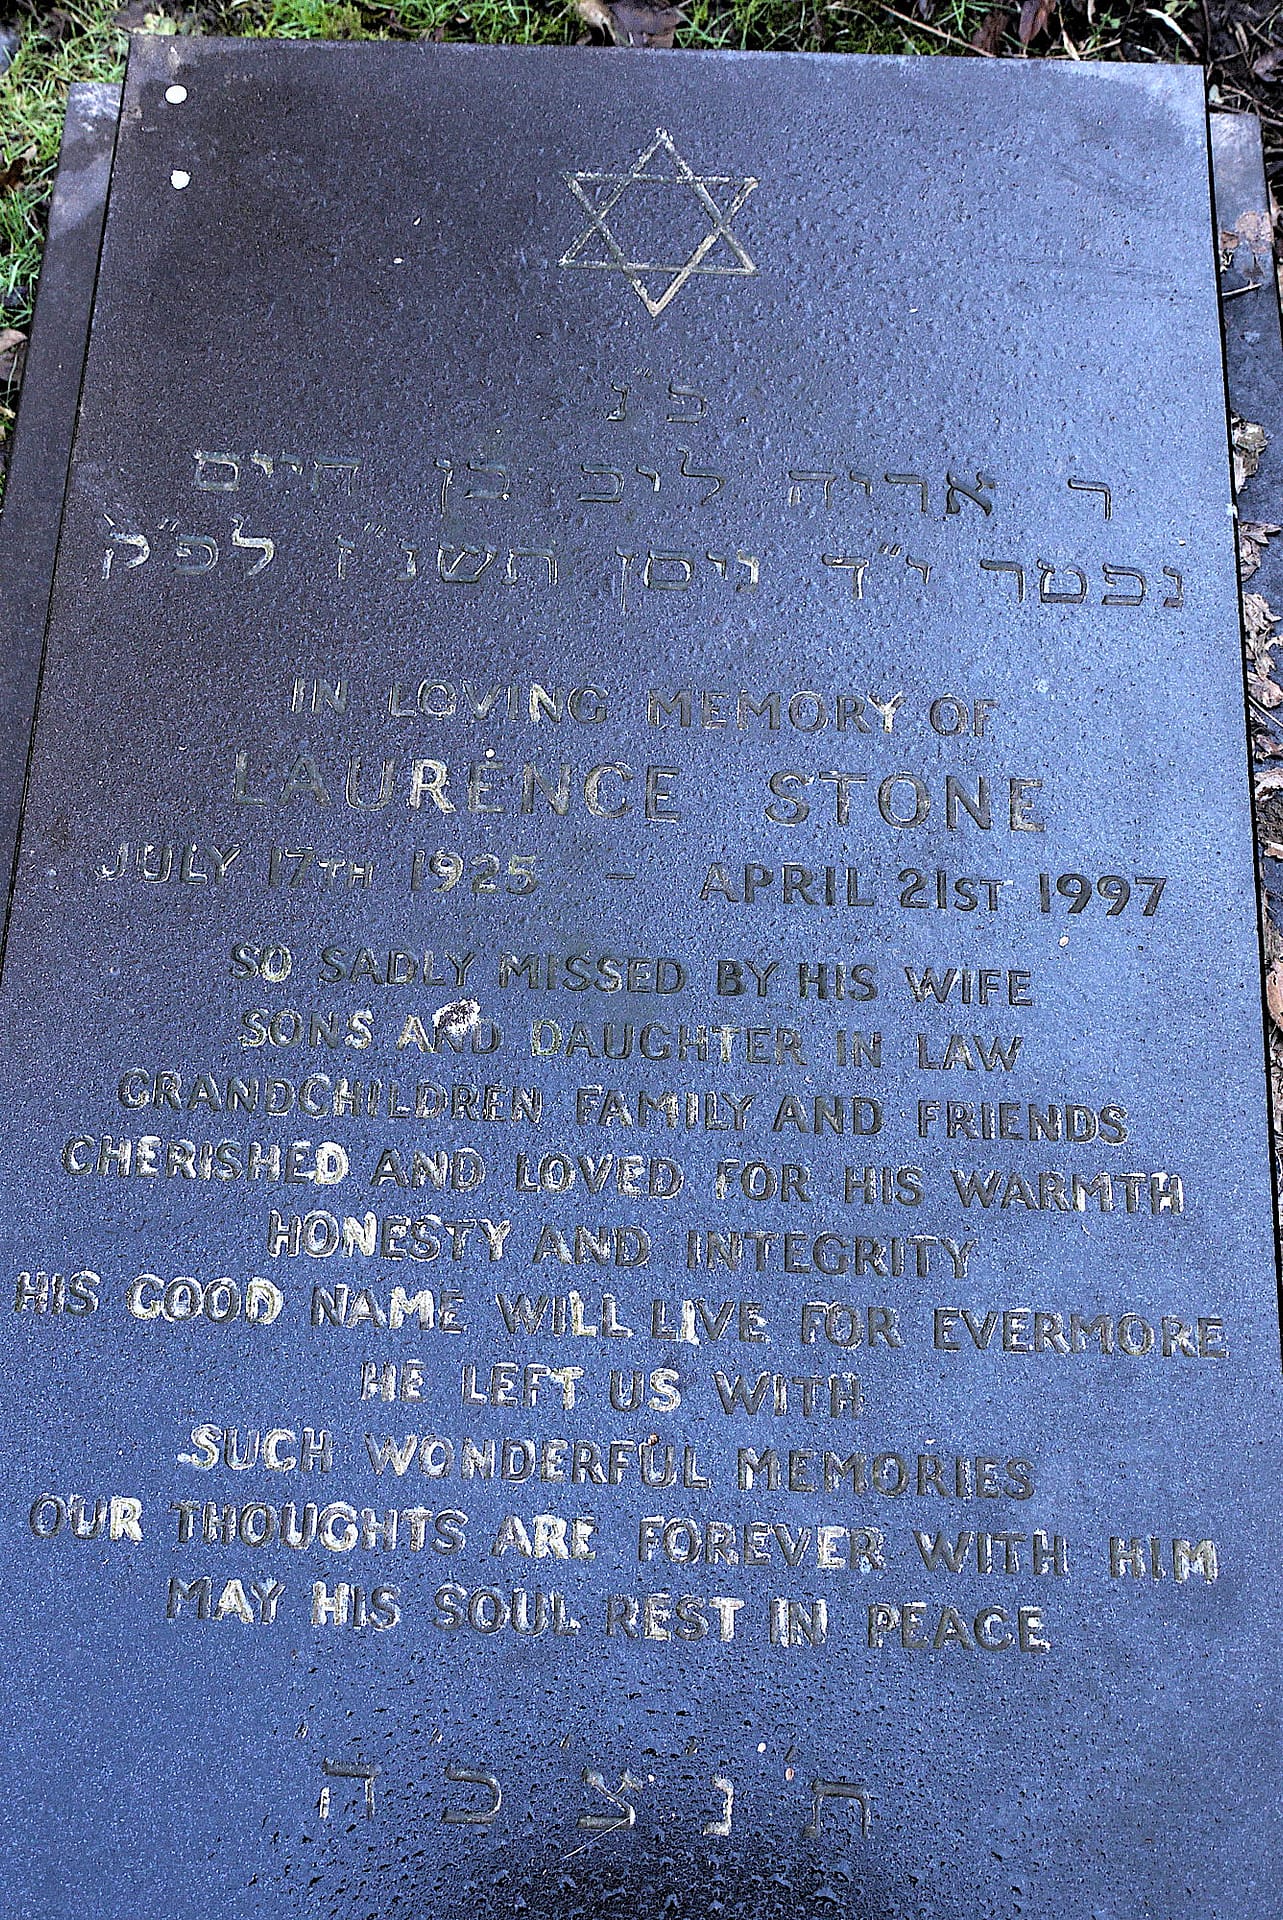 פ״נ
ר אריה ליב בן חיים
נפטר י״ד ניסן תשנ״ז לפ״ק
IN LOVING MEMORY OF
LAURENCE STONE
JULY 17TH 1925 - APRIL 21ST 1997
SO SADLY MISSED BY HIS WIFE
SONS AND DAUGHTER IN LAW
GRANDCHILDREN FAMILY AND FRIENDS
CHERISHED AND LOVED FOR HIS WARMTH
HONESTY AND INTEGRITY
HIS GOOD NAME WILL LIVE FOR EVERMORE
HE LEFT US WITH
SUCH WONDERFUL MEMORIES
OUR THOUGHTS ARE FOREVER WITH HIM
MAY HIS SOUL REST IN PEACE
ת׳ נ׳ צ׳ ב׳ ה׳